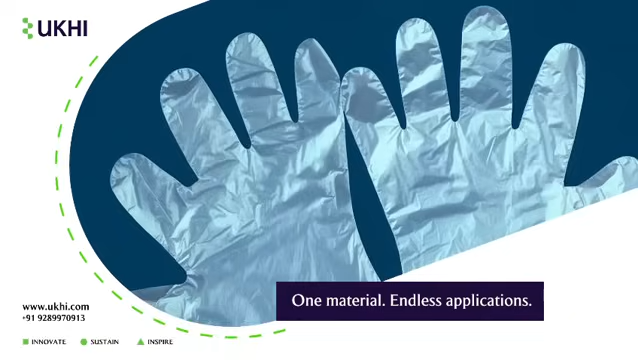 UKHI
One material. Endless applications.
www.ukhi.com
+91 9289970913
INNOVATE SUSTAIN INSPIRE